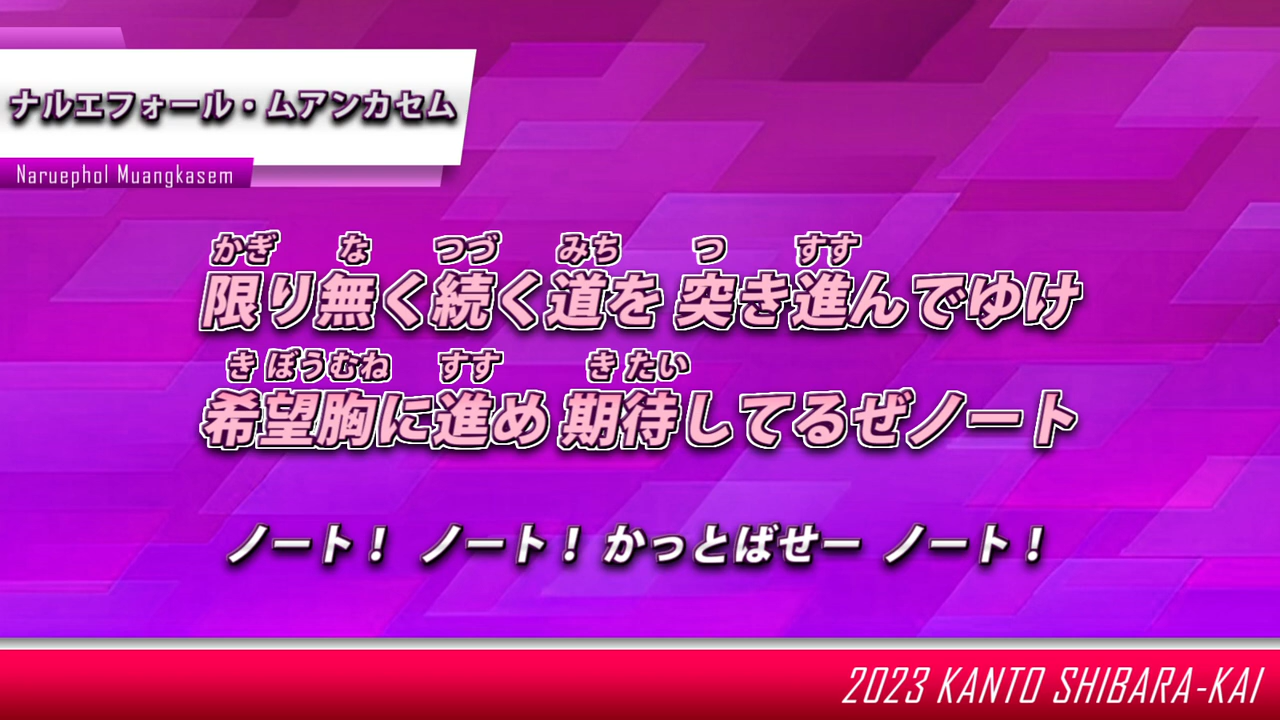 ナルエフォール・ムアンカセム
Naruephol Muangkasem
かぎ な つづ みち つ すす
限り無く続く道を 突き進んでゆけ
きぼうむね すす きたい
希望胸に進め 期待してるぜノート
ノート！ ノート！かっとばせー ノート！
2023 KANTO SHIBARA-KAI